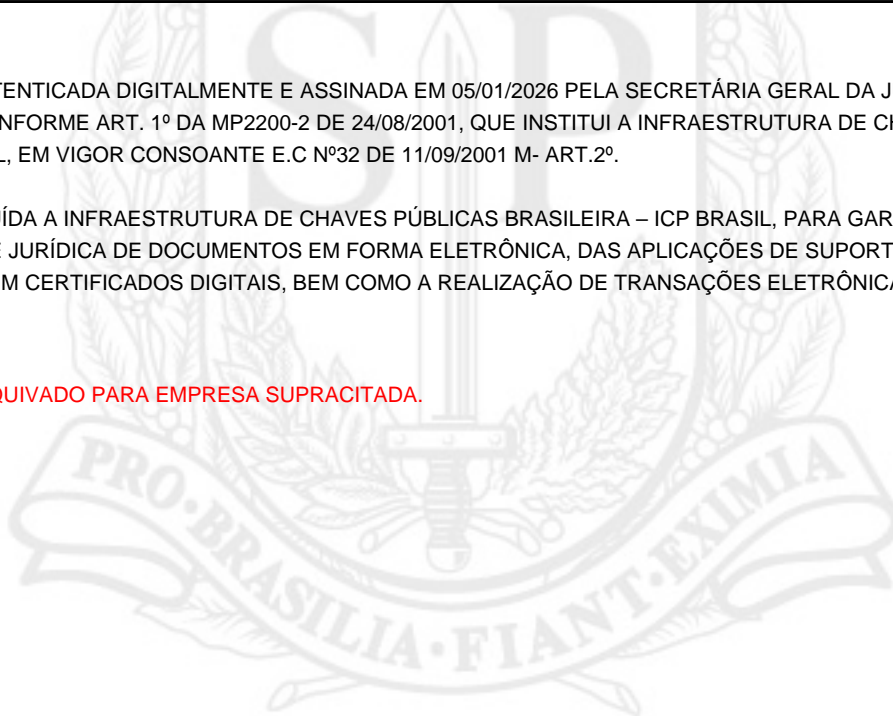 TENTICADA DIGITALMENTE E ASSINADA EM 05/01/2026 PELA SECRETÁRIA GERAL DA J
NFORME ART. 1º DA MP2200-2 DE 24/08/2001, QUE INSTITUI A INFRAESTRUTURA DE CH
L, EM VIGOR CONSOANTE E.C Nº32 DE 11/09/2001 M- ART.2º.
UÍDA A INFRAESTRUTURA DE CHAVES PÚBLICAS BRASILEIRA – ICP BRASIL, PARA GAR
E JURÍDICA DE DOCUMENTOS EM FORMA ELETRÔNICA, DAS APLICAÇÕES DE SUPORT
M CERTIFICADOS DIGITAIS, BEM COMO A REALIZAÇÃO DE TRANSAÇÕES ELETRÔNICA
QUIVADO PARA EMPRESA SUPRACITADA.
SP
PRO·BRASILIA·FIANT·EXIMIA